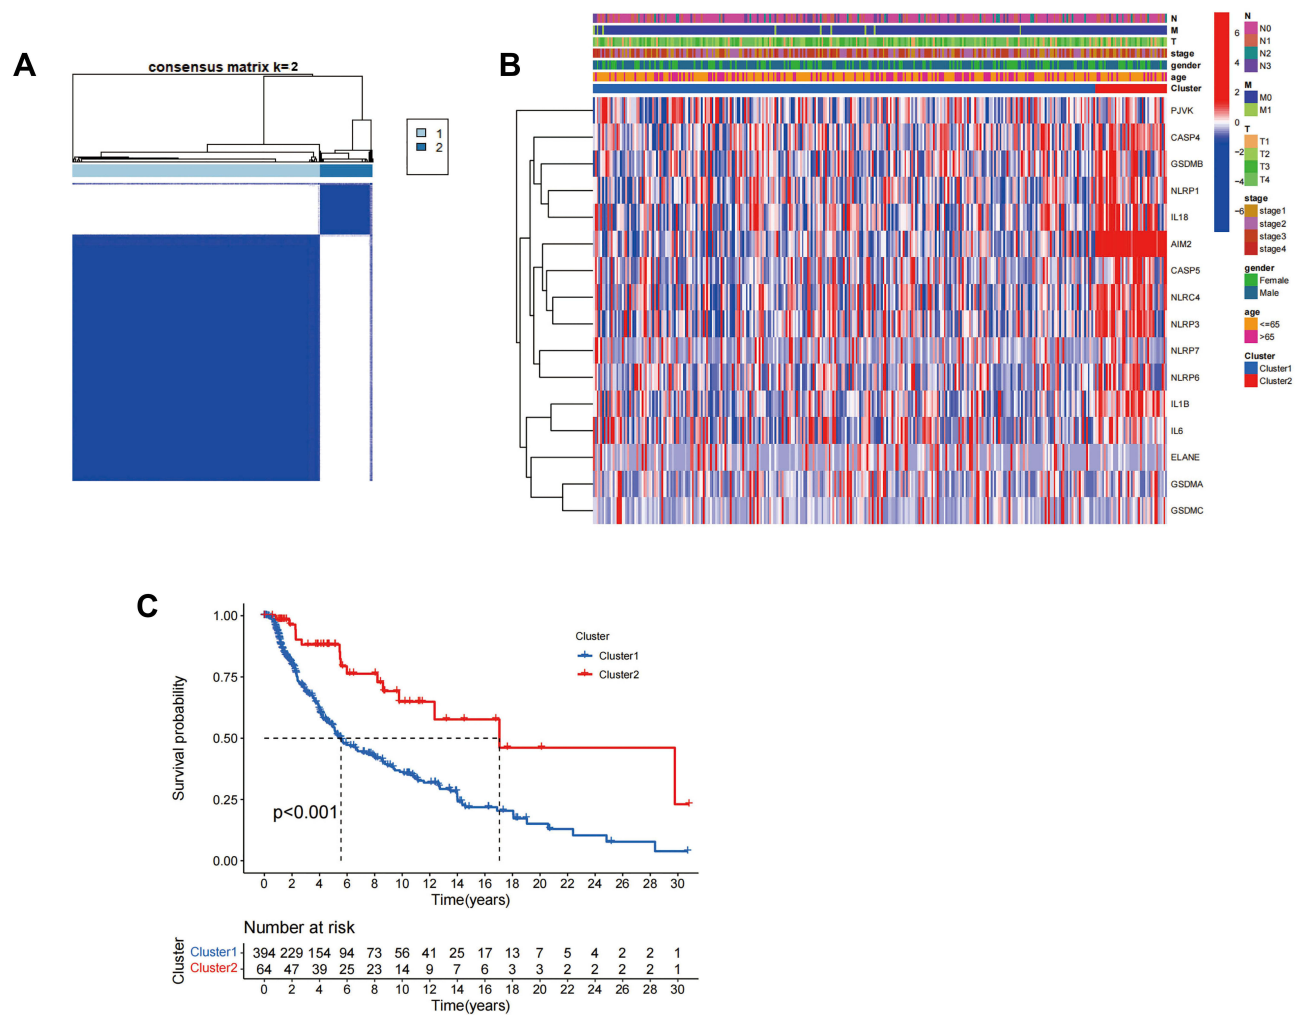 A
consensus matrix k=2
1
2
B
N
M
T
stage
gender
age
Cluster
PJVK
CASP4
GSDMB
NLRP1
IL18
AIM2
CASP5
NLRC4
NLRP3
NLRP7
NLRP6
IL1B
IL6
ELANE
GSDMA
GSDMC
6
4
2
0
−2
−4
−6
N
N0
N1
N2
N3
M
M0
M1
T
T1
T2
T3
T4
stage
stage1
stage2
stage3
stage4
gender
Female
Male
age
<=65
>65
Cluster
Cluster1
Cluster2
C
Survival probability
1.00
0.75
0.50
0.25
0.00
p<0.001
Cluster
Cluster1
Cluster2
0 2 4 6 8 10 12 14 16 18 20 22 24 26 28 30
Time(years)
Number at risk
Cluster
Cluster1 394 229 154 94 73 56 41 25 17 13 7 5 4 2 2 1
Cluster2 64 47 39 25 23 14 9 7 6 3 3 2 2 2 2 1
0 2 4 6 8 10 12 14 16 18 20 22 24 26 28 30
Time(years)